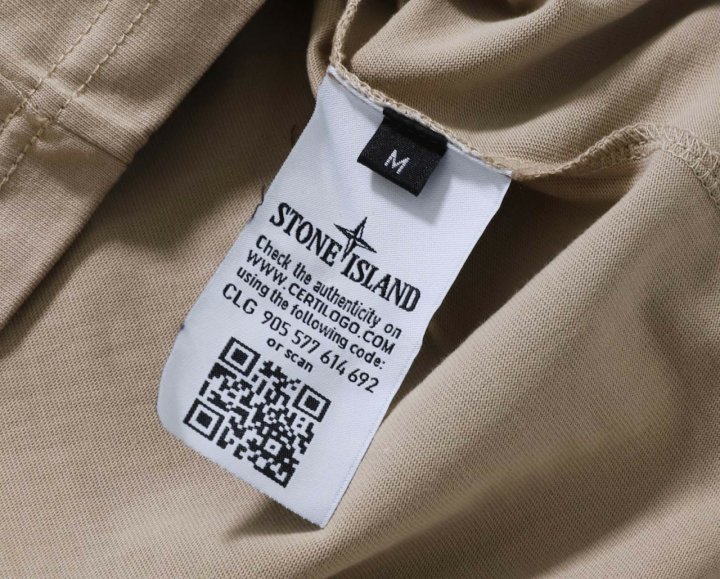 M
STONE ISLAND
Check the authenticity on
WWW.CERTILOGO.COM
using the following code:
CLG 905 577 614 692
or scan